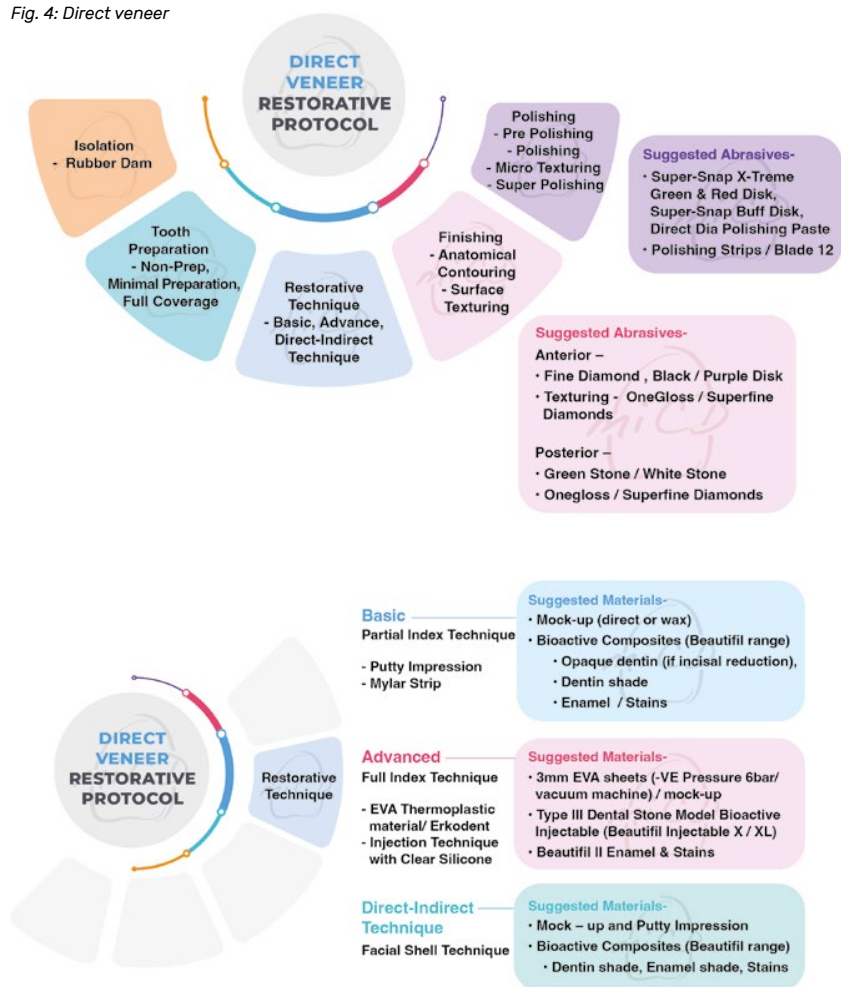 Fig. 4: Direct veneer
DIRECT
VENEER
RESTORATIVE
PROTOCOL
Isolation
- Rubber Dam
Tooth
Preparation
- Non-Prep,
Minimal Preparation,
Full Coverage
Restorative
Technique
- Basic, Advance,
Direct-Indirect
Technique
Finishing
- Anatomical
Contouring
- Surface
Texturing
Polishing
- Pre Polishing
- Polishing
- Micro Texturing
- Super Polishing
Suggested Abrasives-
• Super-Snap X-Treme
Green & Red Disk,
Super-Snap Buff Disk,
Direct Dia Polishing Paste
• Polishing Strips / Blade 12
Suggested Abrasives-
Anterior –
• Fine Diamond , Black / Purple Disk
• Texturing - OneGloss / Superfine
Diamonds
Posterior –
• Green Stone / White Stone
• Onegloss / Superfine Diamonds
MiCD
DIRECT
VENEER
RESTORATIVE
PROTOCOL
Restorative
Technique
Basic
Partial Index Technique
- Putty Impression
- Mylar Strip
Suggested Materials-
• Mock-up (direct or wax)
• Bioactive Composites (Beautifil range)
• Opaque dentin (if incisal reduction),
• Dentin shade
• Enamel / Stains
Advanced
Full Index Technique
- EVA Thermoplastic
material/ Erkodent
- Injection Technique
with Clear Silicone
Suggested Materials-
• 3mm EVA sheets (-VE Pressure 6bar/
vacuum machine) / mock-up
• Type III Dental Stone Model Bioactive
Injectable (Beautifil Injectable X / XL)
• Beautifil II Enamel & Stains
Direct-Indirect
Technique
Facial Shell Technique
Suggested Materials-
• Mock – up and Putty Impression
• Bioactive Composites (Beautifil range)
• Dentin shade, Enamel shade, Stains